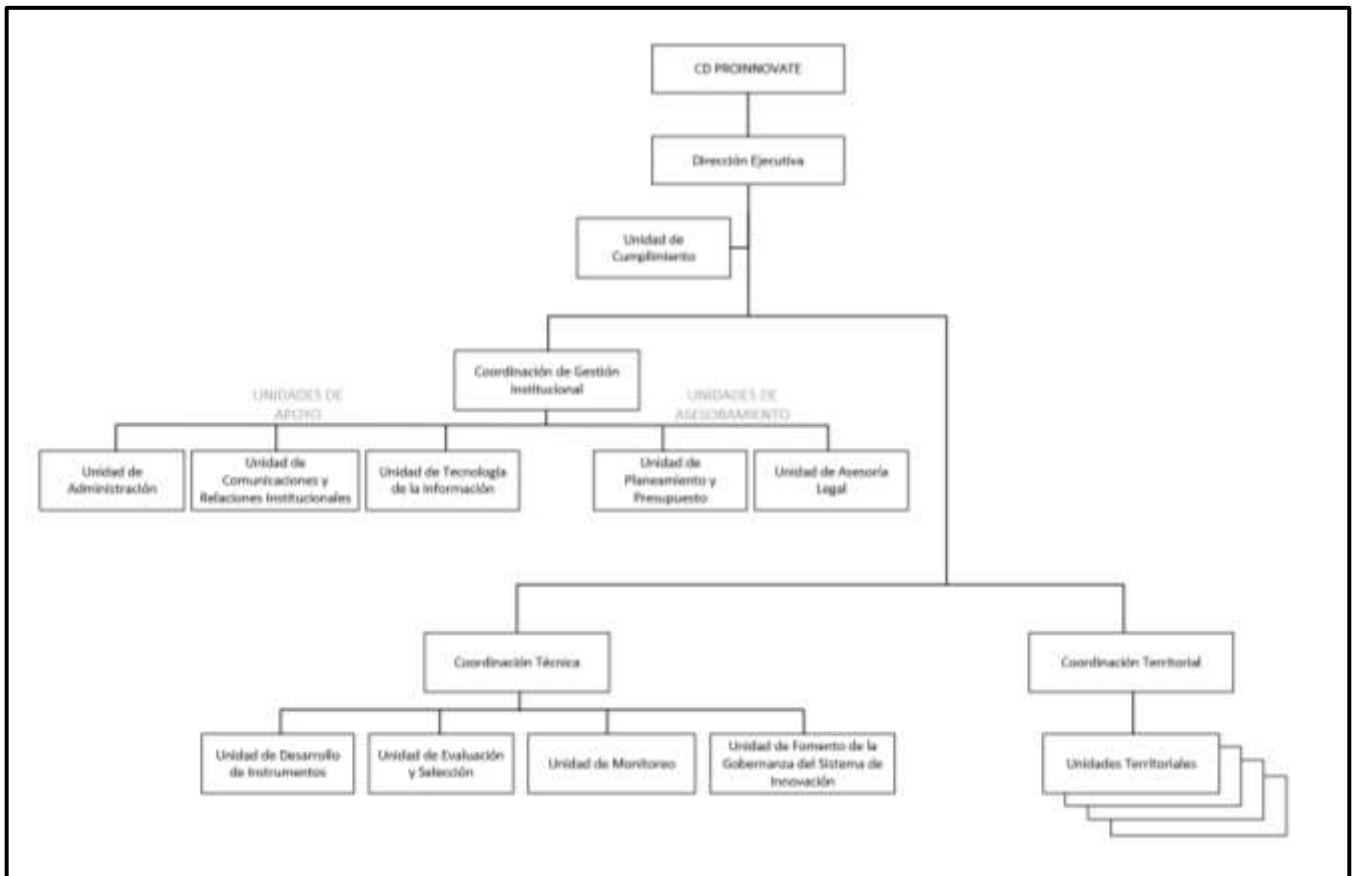 CD PROINNOVATE
Dirección Ejecutiva
Unidad de
Cumplimiento
Coordinación de Gestión
Institucional
UNIDADES DE
APOYO
UNIDADES DE
ASESORAMIENTO
Unidad de
Administración
Unidad de
Comunicaciones y
Relaciones Institucionales
Unidad de Tecnología
de la Información
Unidad de
Planeamiento y
Presupuesto
Unidad de Asesoría
Legal
Coordinación Técnica
Coordinación Territorial
Unidad de Desarrollo
de Instrumentos
Unidad de Evaluación
y Selección
Unidad de Monitoreo
Unidad de Fomento de la
Gobernanza del Sistema de
Innovación
Unidades Territoriales